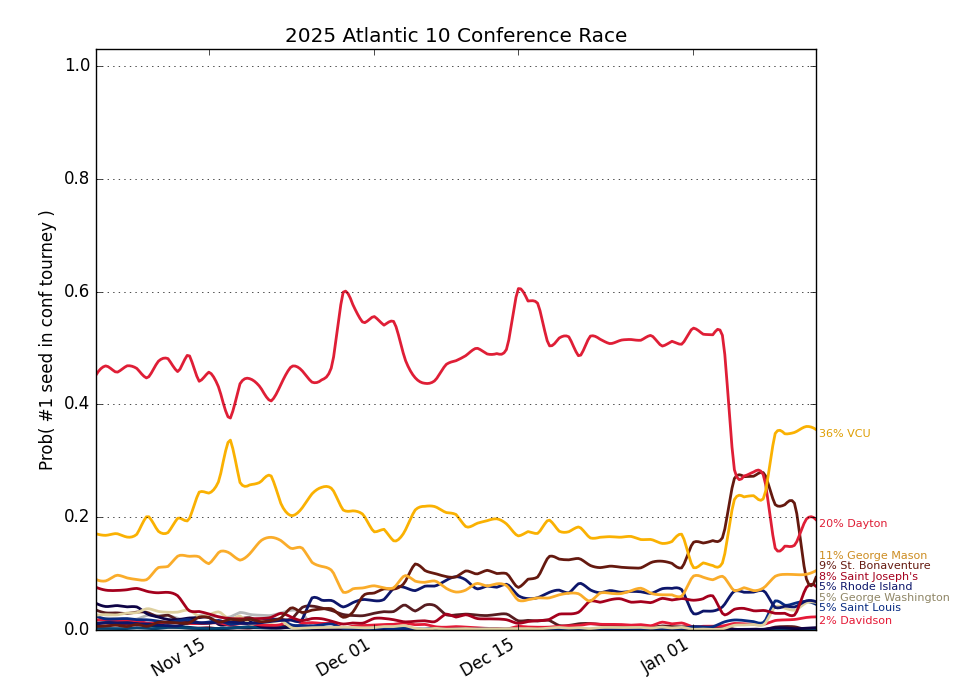 2025 Atlantic 10 Conference Race
Prob( #1 seed in conf tourney )
1.0
0.8
0.6
0.4
0.2
0.0
Nov 15
Dec 01
Dec 15
Jan 01
36% VCU
20% Dayton
11% George Mason
9% St. Bonaventure
8% Saint Joseph's
5% Rhode Island
5% George Washington
5% Saint Louis
2% Davidson